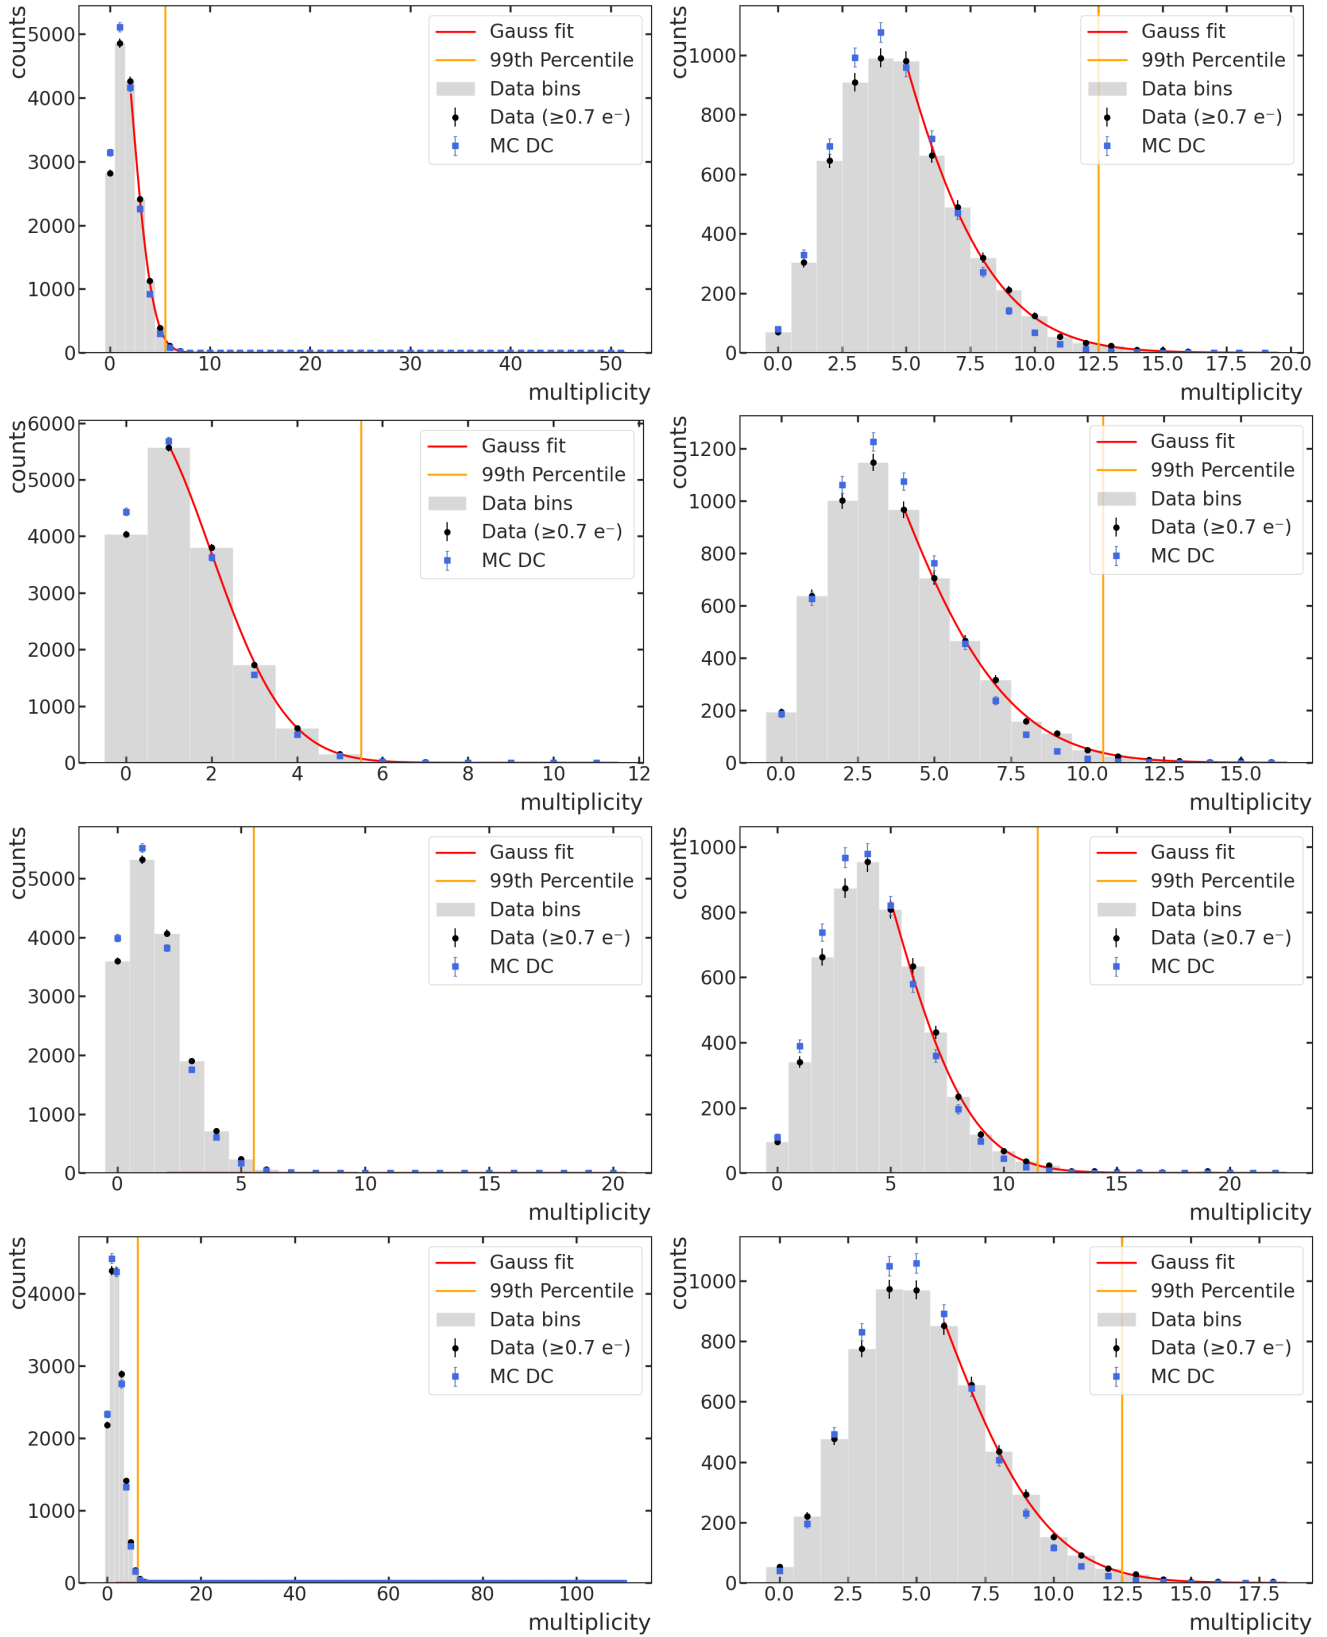 counts
5000
4000
3000
2000
1000
0
0 10 20 30 40 50
multiplicity
Gauss fit
99th Percentile
Data bins
Data (≥0.7 e⁻)
MC DC
counts
1000
800
600
400
200
0
0.0 2.5 5.0 7.5 10.0 12.5 15.0 17.5 20.0
multiplicity
Gauss fit
99th Percentile
Data bins
Data (≥0.7 e⁻)
MC DC
counts
6000
5000
4000
3000
2000
1000
0
0 2 4 6 8 10 12
multiplicity
Gauss fit
99th Percentile
Data bins
Data (≥0.7 e⁻)
MC DC
counts
1200
1000
800
600
400
200
0
0.0 2.5 5.0 7.5 10.0 12.5 15.0
multiplicity
Gauss fit
99th Percentile
Data bins
Data (≥0.7 e⁻)
MC DC
counts
5000
4000
3000
2000
1000
0
0 5 10 15 20
multiplicity
Gauss fit
99th Percentile
Data bins
Data (≥0.7 e⁻)
MC DC
counts
1000
800
600
400
200
0
0 5 10 15 20
multiplicity
Gauss fit
99th Percentile
Data bins
Data (≥0.7 e⁻)
MC DC
counts
4000
3000
2000
1000
0
0 20 40 60 80 100
multiplicity
Gauss fit
99th Percentile
Data bins
Data (≥0.7 e⁻)
MC DC
counts
1000
800
600
400
200
0
0.0 2.5 5.0 7.5 10.0 12.5 15.0 17.5
multiplicity
Gauss fit
99th Percentile
Data bins
Data (≥0.7 e⁻)
MC DC